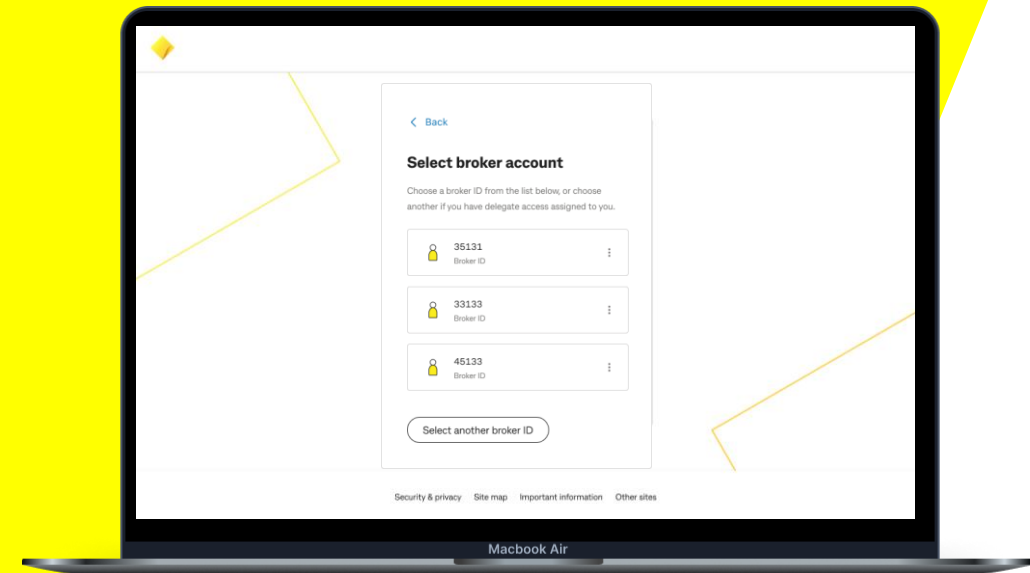 Back
Select broker account
Choose a broker ID from the list below, or choose
another if you have delegate access assigned to you.
35131
Broker ID
33133
Broker ID
45133
Broker ID
Select another broker ID
Security & privacy Site map Important information Other sites
Macbook Air